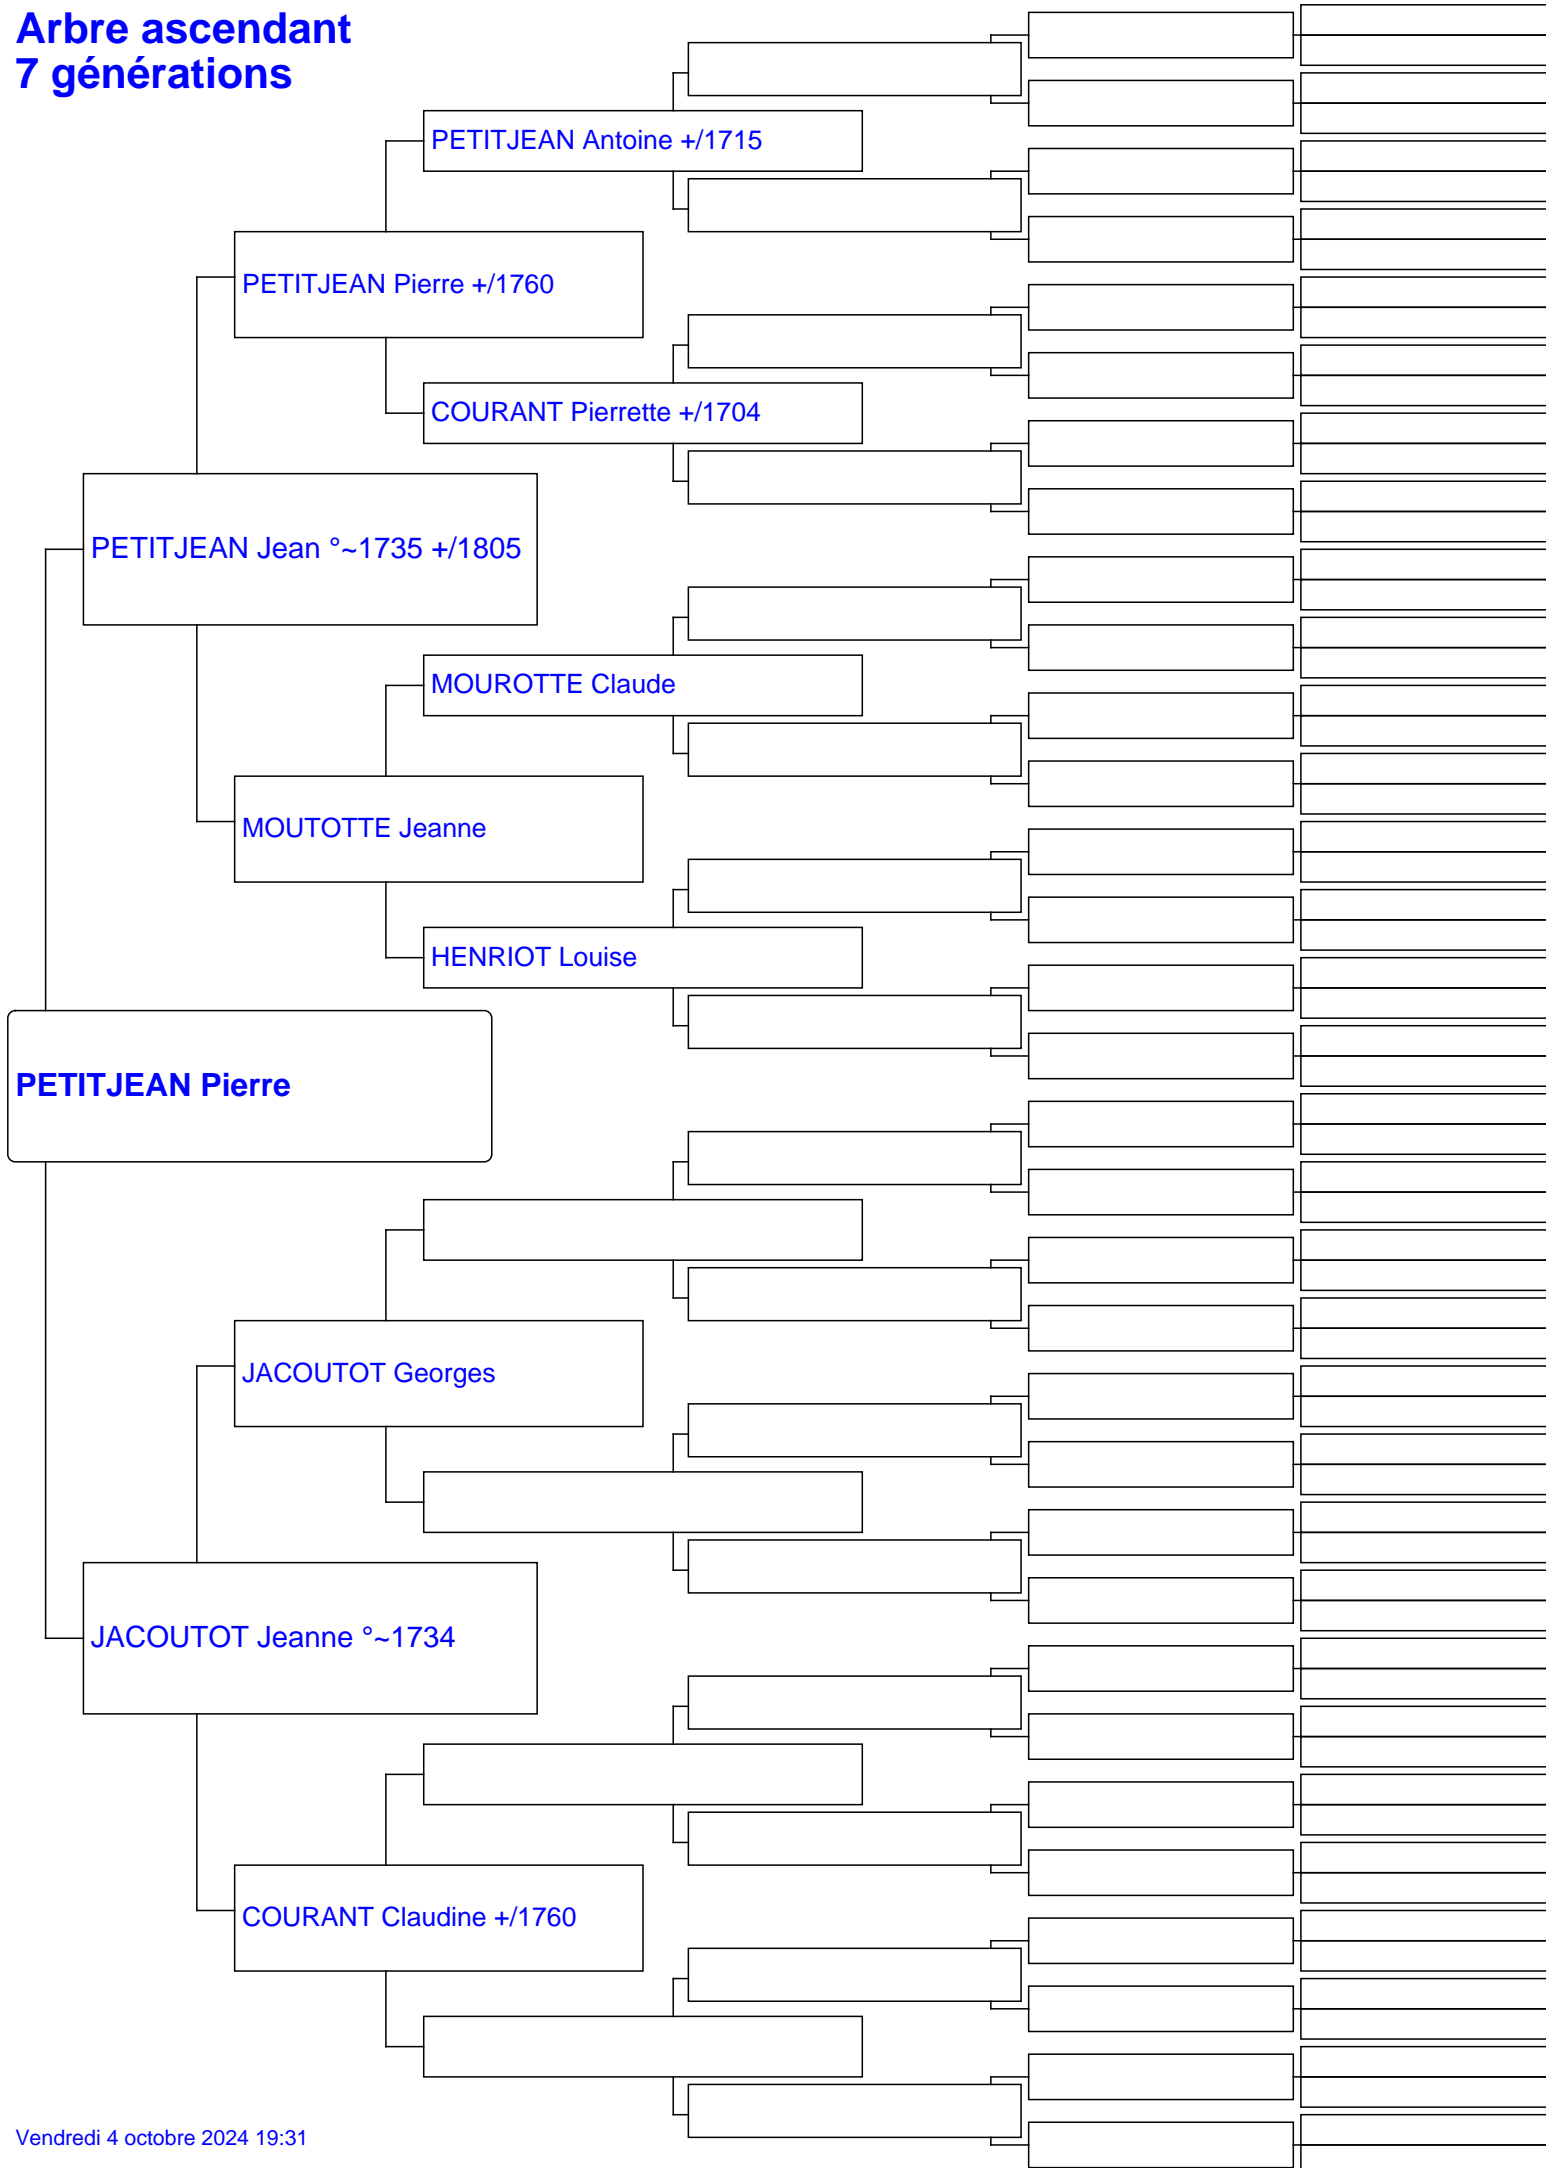 Arbre ascendant
7 générations
PETITJEAN Antoine +/1715
PETITJEAN Pierre +/1760
COURANT Pierrette +/1704
PETITJEAN Jean °~1735 +/1805
MOUROTTE Claude
MOUTOTTE Jeanne
HENRIOT Louise
PETITJEAN Pierre
JACOUTOT Georges
JACOUTOT Jeanne °~1734
COURANT Claudine +/1760
Vendredi 4 octobre 2024 19:31